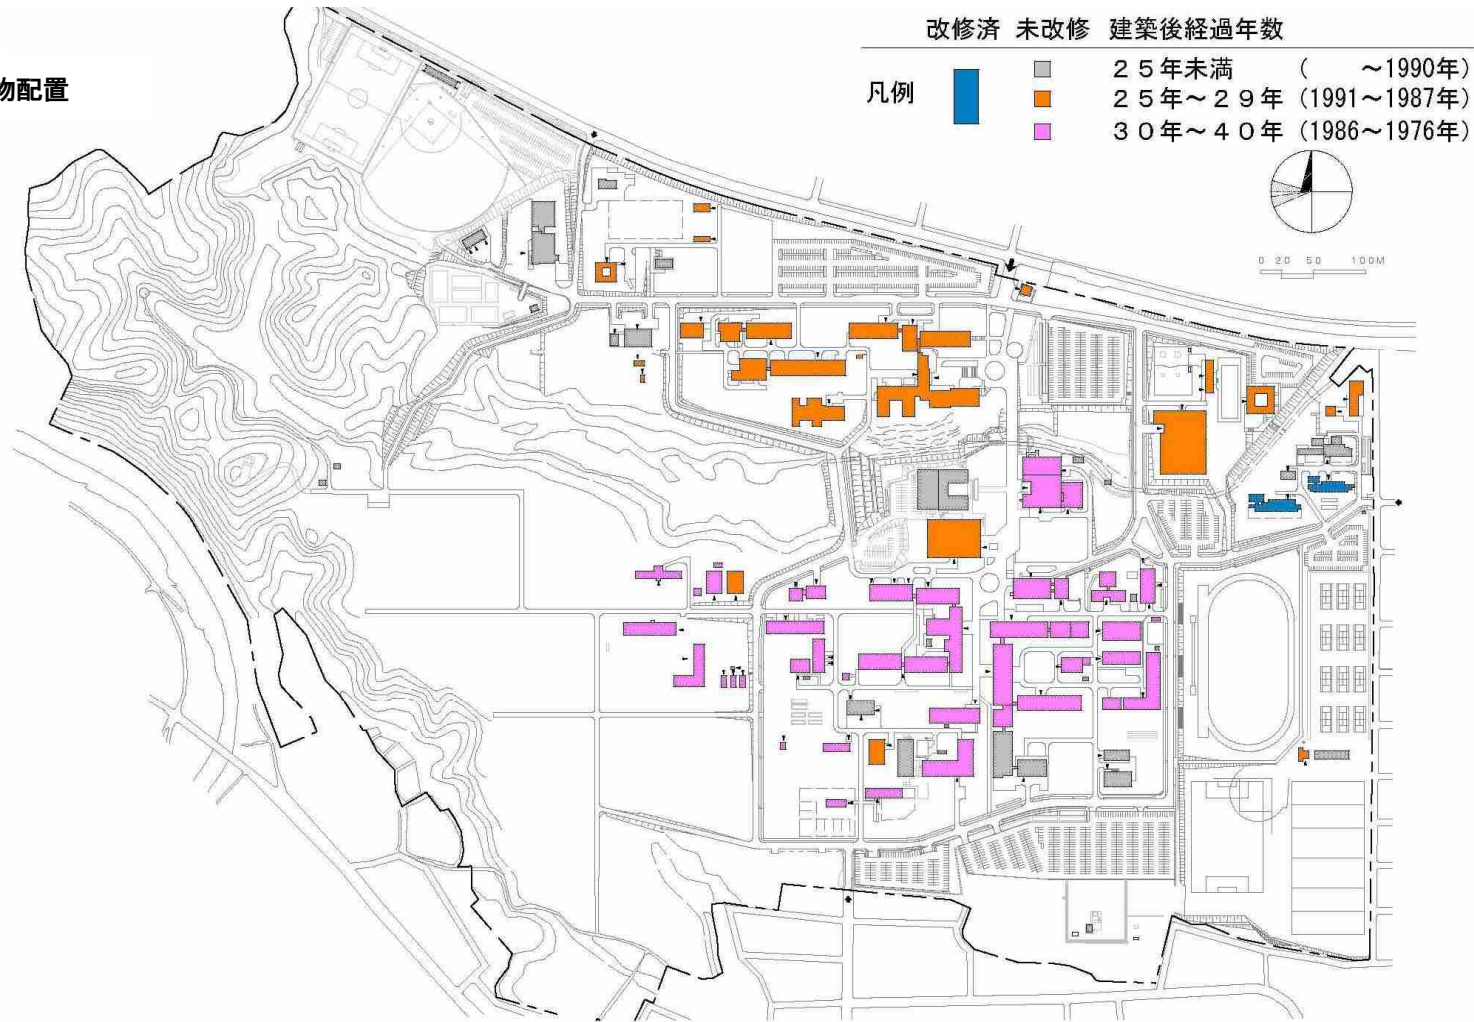 物配置
改修済 未改修 建築後経過年数
凡例
25年未満 ( ～1990年)
25年～29年 (1991～1987年)
30年～40年 (1986～1976年)
0 20 50 100M